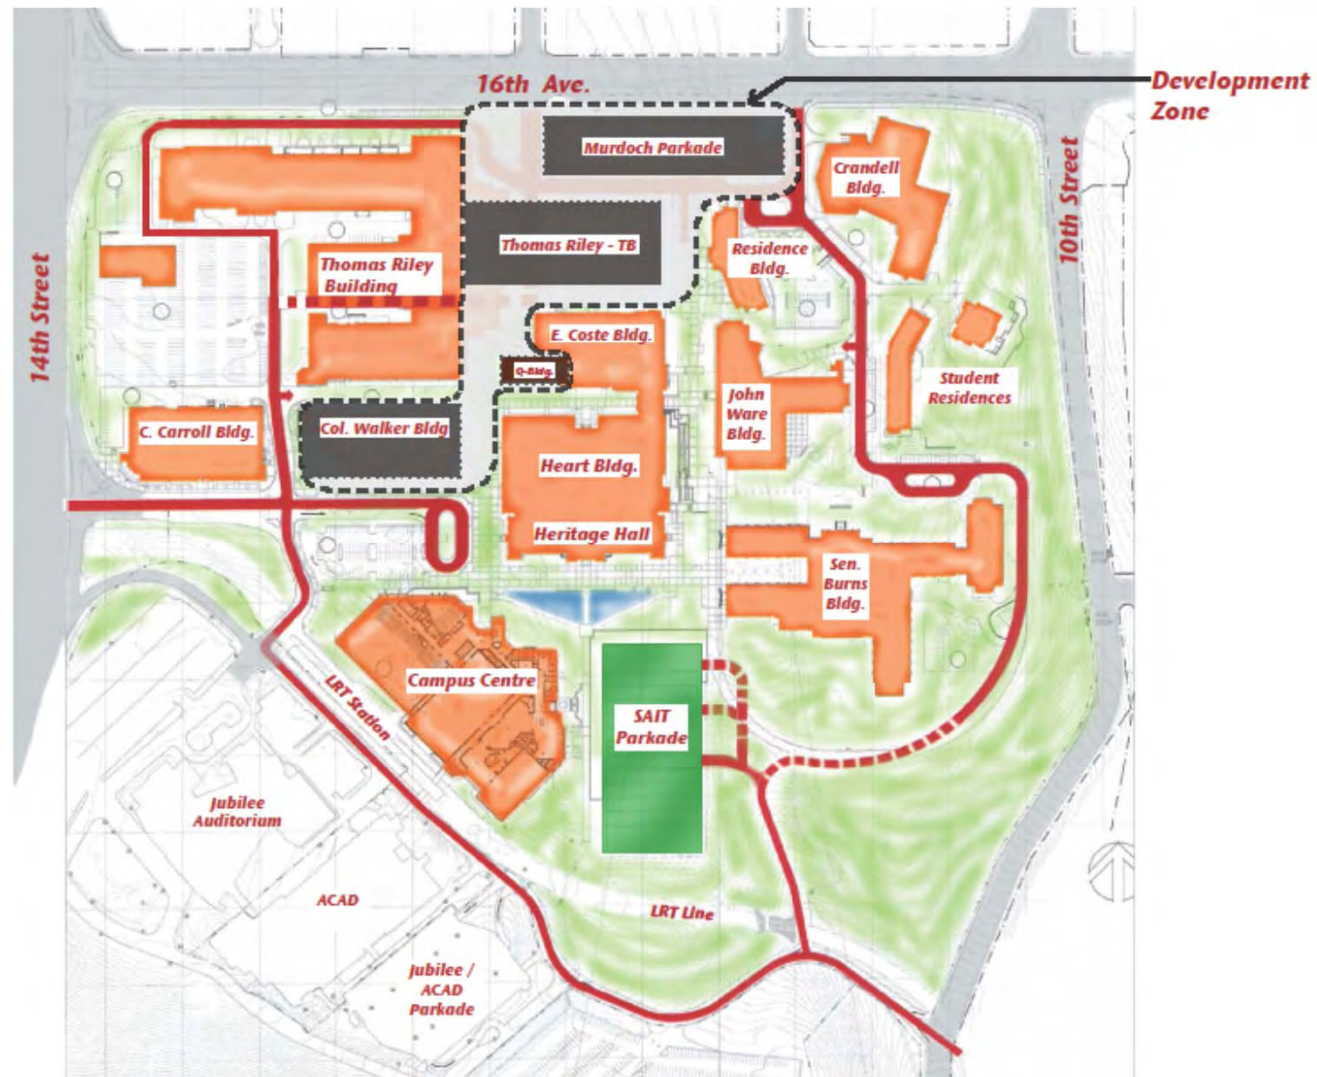 16th Ave.
Development
Zone
Murdoch Parkade
Crandell
Bldg.
10th Street
Thomas Riley - TB
Residence
Bldg.
Thomas Riley
Building
14th Street
E. Coste Bldg.
Q-Bldg.
Student
Residences
John
Ware
Bldg.
C. Carroll Bldg.
Col. Walker Bldg
Heart Bldg.
Heritage Hall
Sen.
Burns
Bldg.
Campus Centre
LRT Station
SAIT
Parkade
Jubilee
Auditorium
ACAD
LRT Line
Jubilee /
ACAD
Parkade